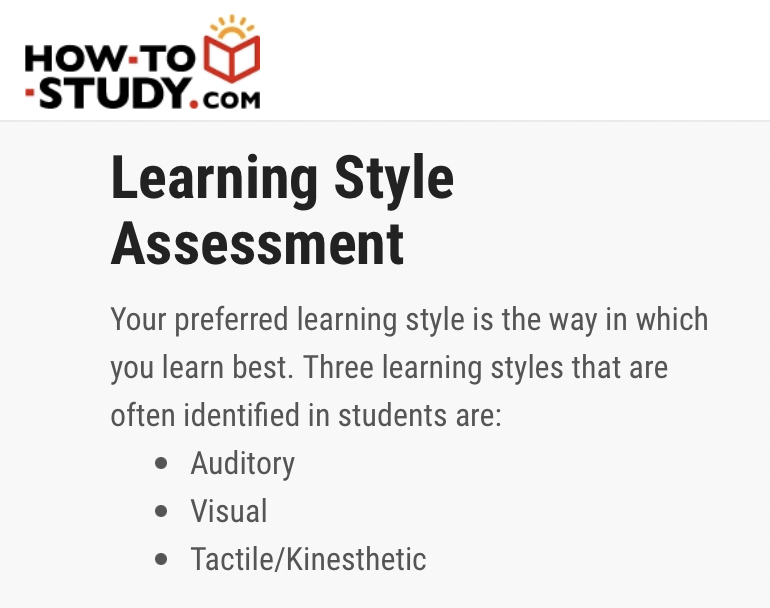 HOW-TO
-STUDY.COM
Learning Style
Assessment
Your preferred learning style is the way in which
you learn best. Three learning styles that are
often identified in students are:
• Auditory
• Visual
• Tactile/Kinesthetic